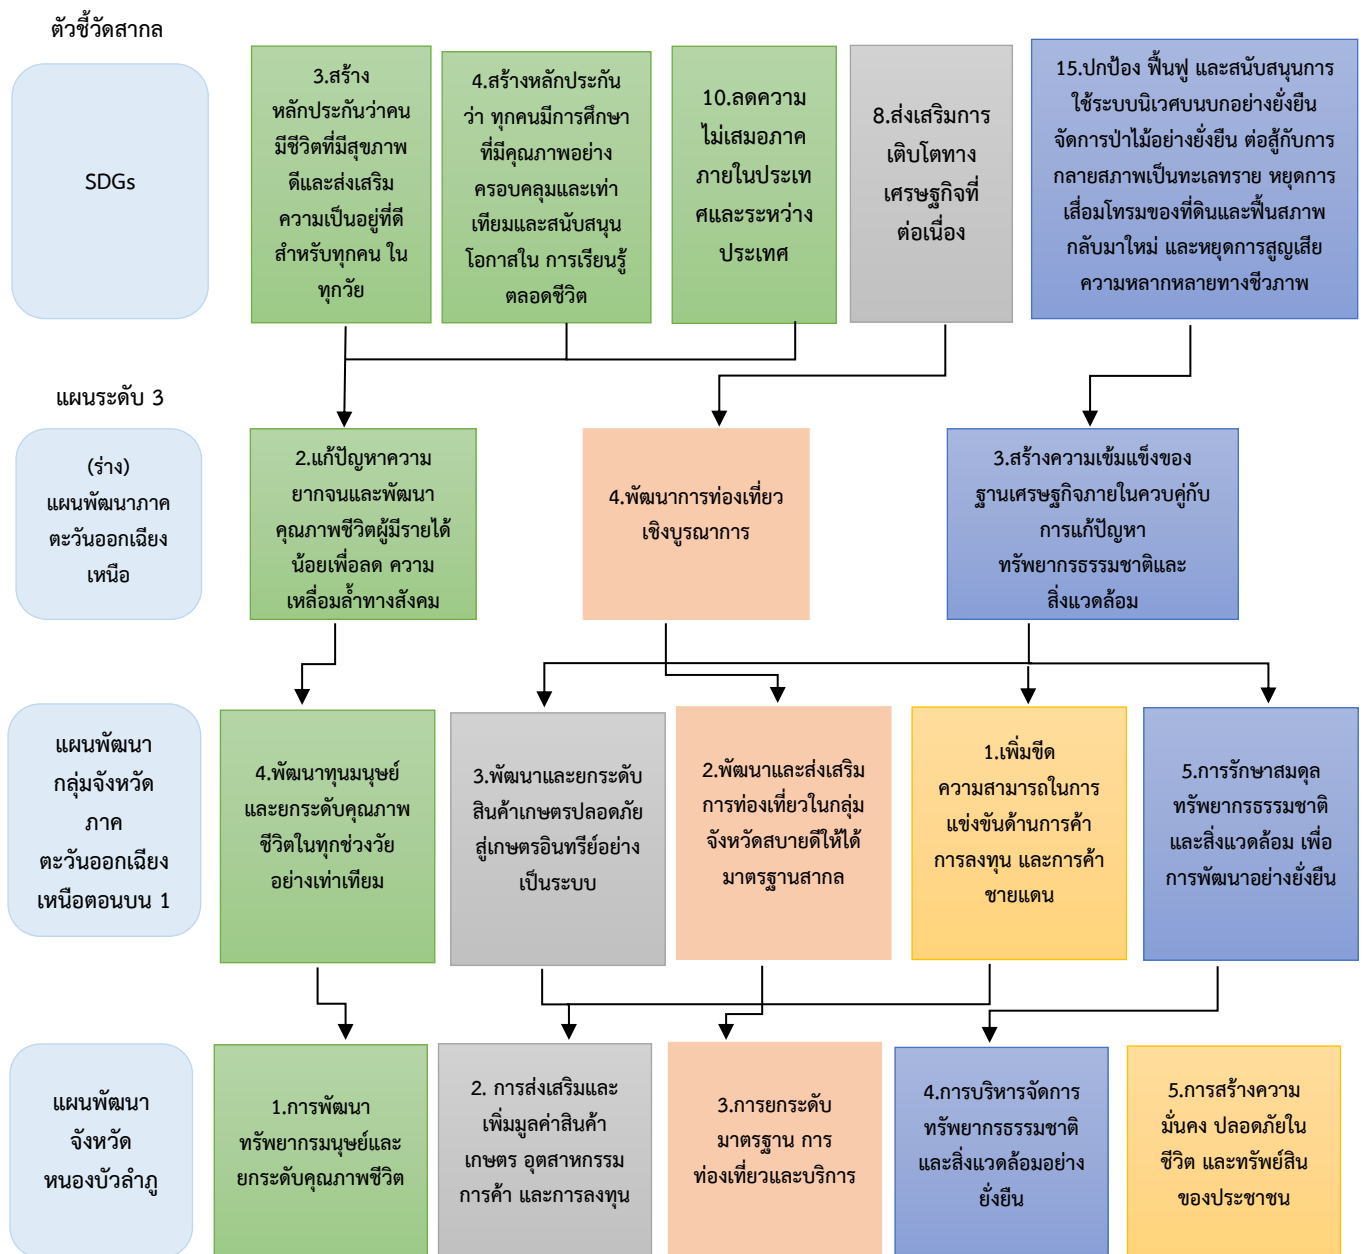 ตัวชี้วัดสากล
SDGs
3.สร้าง
หลักประกันว่าคน
มีชีวิตที่มีสุขภาพ
ดีและส่งเสริม
ความเป็นอยู่ที่ดี
สำหรับทุกคน ใน
ทุกวัย
4.สร้างหลักประกัน
ว่า ทุกคนมีการศึกษา
ที่มีคุณภาพอย่าง
ครอบคลุมและเท่า
เทียมและสนับสนุน
โอกาสใน การเรียนรู้
ตลอดชีวิต
10.ลดความ
ไม่เสมอภาค
ภายในประเท
ศและระหว่าง
ประเทศ
8.ส่งเสริมการ
เติบโตทาง
เศรษฐกิจที่
ต่อเนื่อง
15.ปกป้อง ฟื้นฟู และสนับสนุนการ
ใช้ระบบนิเวศบนบกอย่างยั่งยืน
จัดการป่าไม้อย่างยั่งยืน ต่อสู้กับการ
กลายสภาพเป็นทะเลทราย หยุดการ
เสื่อมโทรมของที่ดินและฟื้นสภาพ
กลับมาใหม่ และหยุดการสูญเสีย
ความหลากหลายทางชีวภาพ
แผนระดับ 3
(ร่าง)
แผนพัฒนาภาค
ตะวันออกเฉียง
เหนือ
2.แก้ปัญหาความ
ยากจนและพัฒนา
คุณภาพชีวิตผู้มีรายได้
น้อยเพื่อลด ความ
เหลื่อมล้ำทางสังคม
4.พัฒนาการท่องเที่ยว
เชิงบูรณาการ
3.สร้างความเข้มแข็งของ
ฐานเศรษฐกิจภายในควบคู่กับ
การแก้ปัญหา
ทรัพยากรธรรมชาติและ
สิ่งแวดล้อม
แผนพัฒนา
กลุ่มจังหวัด
ภาค
ตะวันออกเฉียง
เหนือตอนบน 1
4.พัฒนาทุนมนุษย์
และยกระดับคุณภาพ
ชีวิตในทุกช่วงวัย
อย่างเท่าเทียม
3.พัฒนาและยกระดับ
สินค้าเกษตรปลอดภัย
สู่เกษตรอินทรีย์อย่าง
เป็นระบบ
2.พัฒนาและส่งเสริม
การท่องเที่ยวในกลุ่ม
จังหวัดสบายดีให้ได้
มาตรฐานสากล
1.เพิ่มขีด
ความสามารถในการ
แข่งขันด้านการค้า
การลงทุน และการค้า
ชายแดน
5.การรักษาสมดุล
ทรัพยากรธรรมชาติ
และสิ่งแวดล้อม เพื่อ
การพัฒนาอย่างยั่งยืน
แผนพัฒนา
จังหวัด
หนองบัวลำภู
1.การพัฒนา
ทรัพยากรมนุษย์และ
ยกระดับคุณภาพชีวิต
2. การส่งเสริมและ
เพิ่มมูลค่าสินค้า
เกษตร อุตสาหกรรม
การค้า และการลงทุน
3.การยกระดับ
มาตรฐาน การ
ท่องเที่ยวและบริการ
4.การบริหารจัดการ
ทรัพยากรธรรมชาติ
และสิ่งแวดล้อมอย่าง
ยั่งยืน
5.การสร้างความ
มั่นคง ปลอดภัยใน
ชีวิต และทรัพย์สิน
ของประชาชน